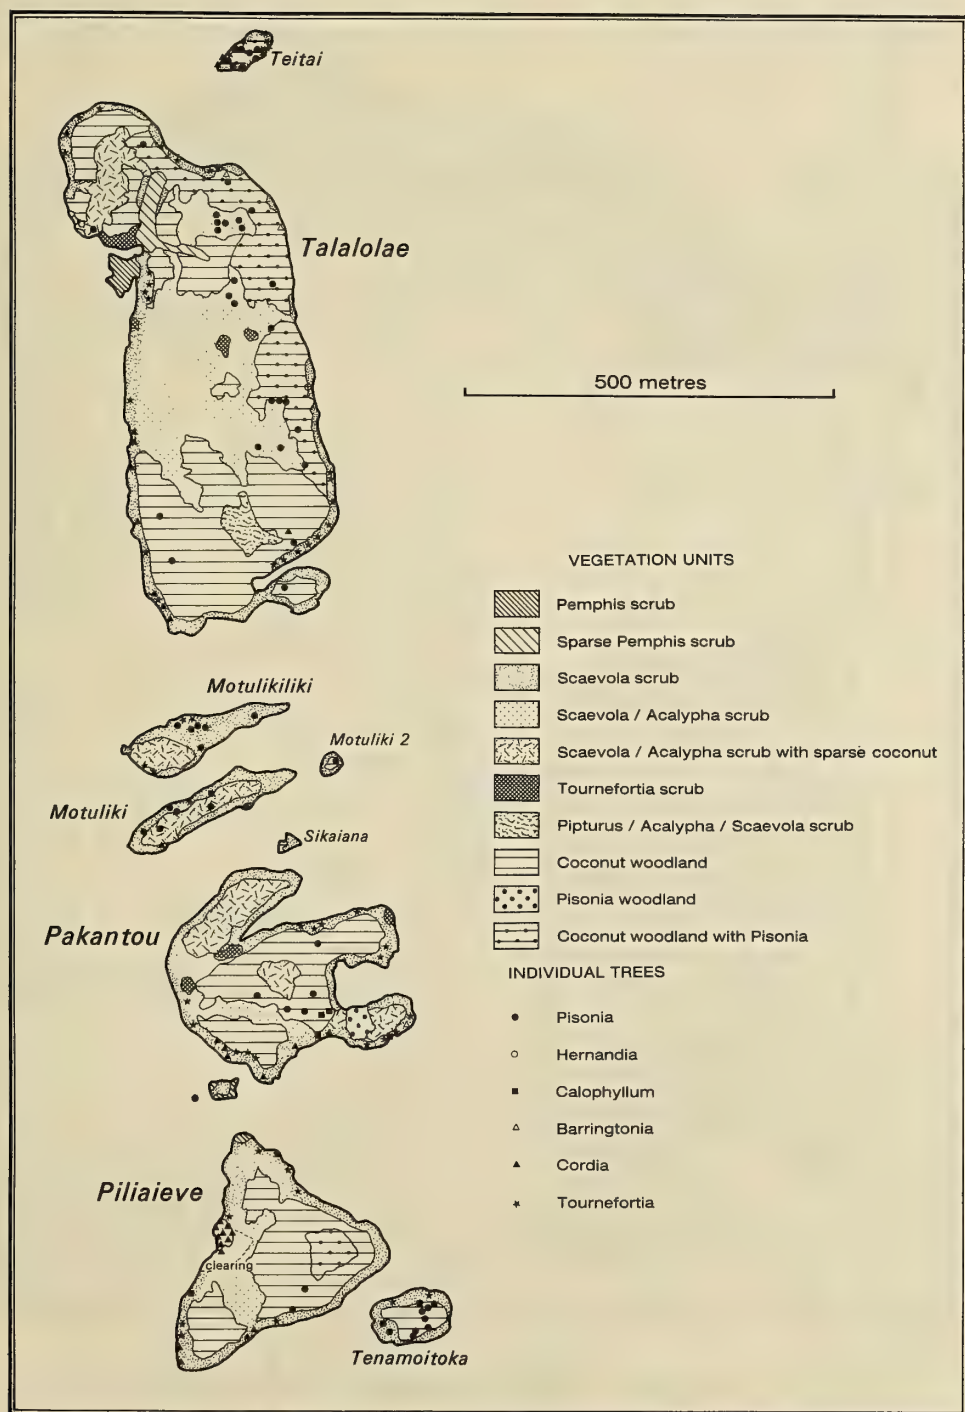 Teitai
Talalolae
500 metres
VEGETATION UNITS
Pemphis scrub
Sparse Pemphis scrub
Scaevola scrub
Scaevola / Acalypha scrub
Scaevola / Acalypha scrub with sparse coconut
Tournefortia scrub
Pipturus / Acalypha / Scaevola scrub
Coconut woodland
Pisonia woodland
Coconut woodland with Pisonia
INDIVIDUAL TREES
Pisonia
Hernandia
Calophyllum
Barringtonia
Cordia
Tournefortia
Motulikiliki
Motuliki 2
Motuliki
Sikaiana
Pakantou
Piliaieve
clearing
Tenamoitoka